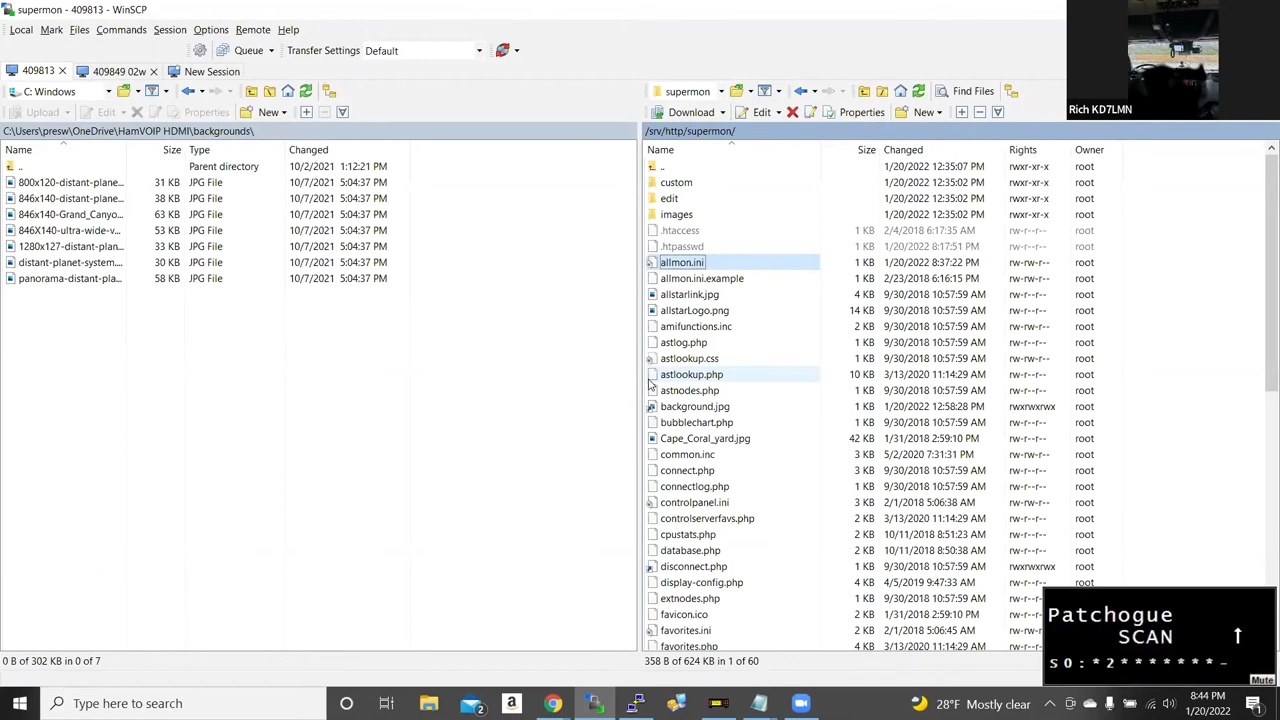 supermon - 409813 - WinSCP
Local Mark Files Commands Session Options Remote Help
Queue Transfer Settings Default
409813 409849 02w New Session
C: Windows
Upload Edit Properties New
C:\Users\presw\OneDrive\HamVOIP HDMI\backgrounds\
Name Size Type Changed
.. Parent directory 10/2/2021 1:12:21 PM
800x120-distant-plane... 31 KB JPG File 10/7/2021 5:04:37 PM
846x140-distant-plane... 38 KB JPG File 10/7/2021 5:04:37 PM
846x140-Grand_Canyo... 63 KB JPG File 10/7/2021 5:04:37 PM
846X140-ultra-wide-v... 53 KB JPG File 10/7/2021 5:04:37 PM
1280x127-distant-plan... 33 KB JPG File 10/7/2021 5:04:37 PM
distant-planet-system.... 30 KB JPG File 10/7/2021 5:04:37 PM
panorama-distant-pla... 58 KB JPG File 10/7/2021 5:04:37 PM
0 B of 302 KB in 0 of 7
supermon Find Files
Download Edit Properties New
/srv/http/supermon/
Name Size Changed Rights Owner
.. 1/20/2022 12:35:07 PM rwxr-xr-x root
custom 1/20/2022 12:35:02 PM rwxr-xr-x root
edit 1/20/2022 12:35:02 PM rwxr-xr-x root
images 1/20/2022 12:35:02 PM rwxr-xr-x root
.htaccess 1 KB 2/4/2018 6:17:35 AM rw-r--r-- root
.htpasswd 1 KB 1/20/2022 8:17:51 PM rw-r--r-- root
allmon.ini 1 KB 1/20/2022 8:37:22 PM rw-r--r-- root
allmon.ini.example 1 KB 2/23/2018 6:16:15 PM rw-r--r-- root
allstarlink.jpg 4 KB 9/30/2018 10:57:59 AM rw-r--r-- root
allstarLogo.png 14 KB 9/30/2018 10:57:59 AM rw-r--r-- root
amifunctions.inc 2 KB 9/30/2018 10:57:59 AM rw-rw-r-- root
astlog.php 1 KB 9/30/2018 10:57:59 AM rw-r--r-- root
astlookup.css 1 KB 9/30/2018 10:57:59 AM rw-rw-r-- root
astlookup.php 10 KB 3/13/2020 11:14:29 AM rw-r--r-- root
astnodes.php 1 KB 9/30/2018 10:57:59 AM rw-r--r-- root
background.jpg 1 KB 1/20/2022 12:58:28 PM rwxrwxrwx root
bubblechart.php 1 KB 9/30/2018 10:57:59 AM rw-r--r-- root
Cape_Coral_yard.jpg 42 KB 1/31/2018 2:59:10 PM rw-rw-r-- root
common.inc 3 KB 5/2/2020 7:31:31 PM rw-r--r-- root
connect.php 3 KB 9/30/2018 10:57:59 AM rw-r--r-- root
connectlog.php 1 KB 9/30/2018 10:57:59 AM rw-r--r-- root
controlpanel.ini 3 KB 2/1/2018 5:06:38 AM rw-r--r-- root
controlserverfavs.php 2 KB 3/13/2020 11:14:29 AM rw-r--r-- root
cpustats.php 2 KB 10/11/2018 8:51:23 AM rw-r--r-- root
database.php 2 KB 10/11/2018 8:50:38 AM rw-r--r-- root
disconnect.php 1 KB 9/30/2018 10:57:59 AM rwxrwxrwx root
display-config.php 4 KB 4/5/2019 9:47:33 AM rw-r--r-- root
extnodes.php 1 KB 9/30/2018 10:57:59 AM
favicon.ico 1 KB 1/31/2018 2:59:10 PM
favorites.ini 2 KB 2/1/2018 5:06:45 AM
favorites.php 4 KB 3/13/2020 11:14:29 AM
358 B of 624 KB in 1 of 60
Rich KD7LMN
Patchogue
SCAN ↑
S0:*2*******-
Mute
Type here to search
2
28°F Mostly clear
8:44 PM
1/20/2022